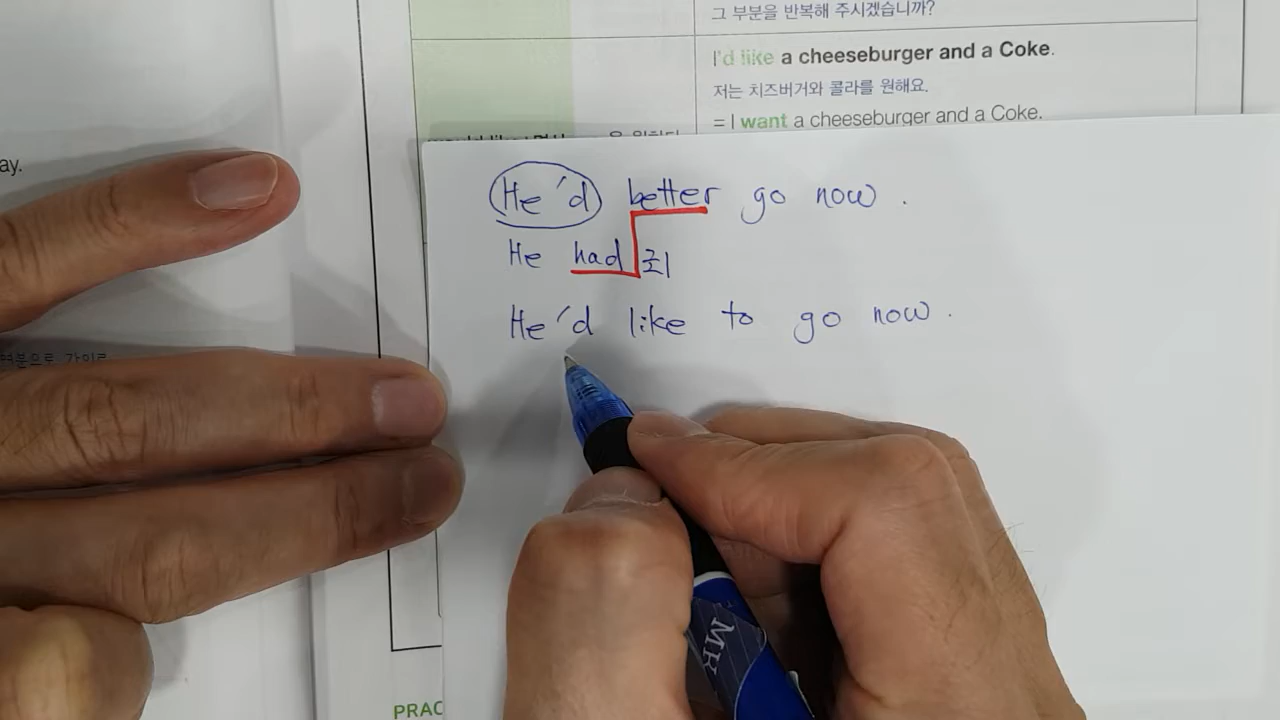 그 부분을 반복해 주시겠습니까?
I'd like a cheeseburger and a Coke.
저는 치즈버거와 콜라를 원해요.
= I want a cheeseburger and a Coke.
ay.
He'd better go now.
He had
He'd like to go now.
PRAC